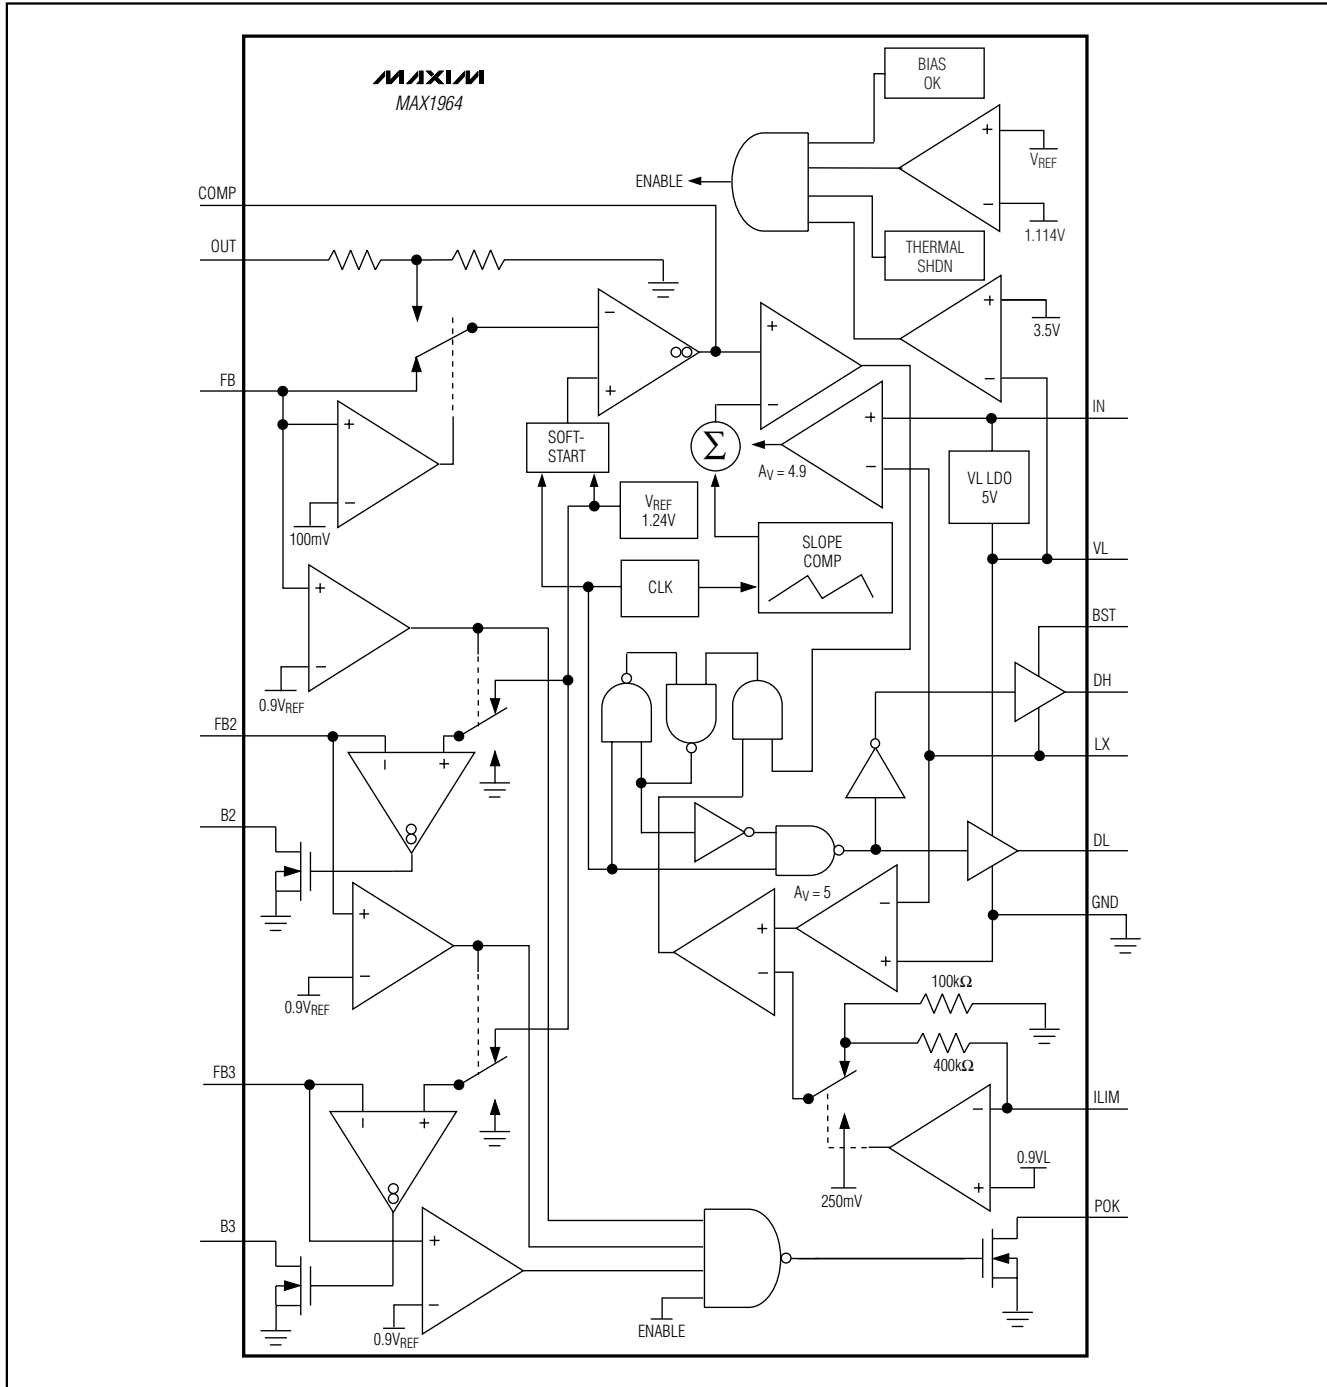 MAXIM
MAX1964
BIAS
OK
+
VREF
ENABLE
COMP
−
1.114V
OUT
THERMAL
SHDN
−
+
+
3.5V
FB
+
−
IN
+
SOFT-
START
−
+
Σ
AV = 4.9
−
VL LDO
5V
−
100mV
VREF
1.24V
SLOPE
COMP
VL
+
CLK
BST
−
0.9VREF
DH
FB2
LX
−
+
B2
DL
AV = 5
−
GND
+
+
−
+
−
0.9VREF
100kΩ
400kΩ
FB3
ILIM
−
−
+
0.9VL
+
250mV
B3
POK
+
−
0.9VREF
ENABLE